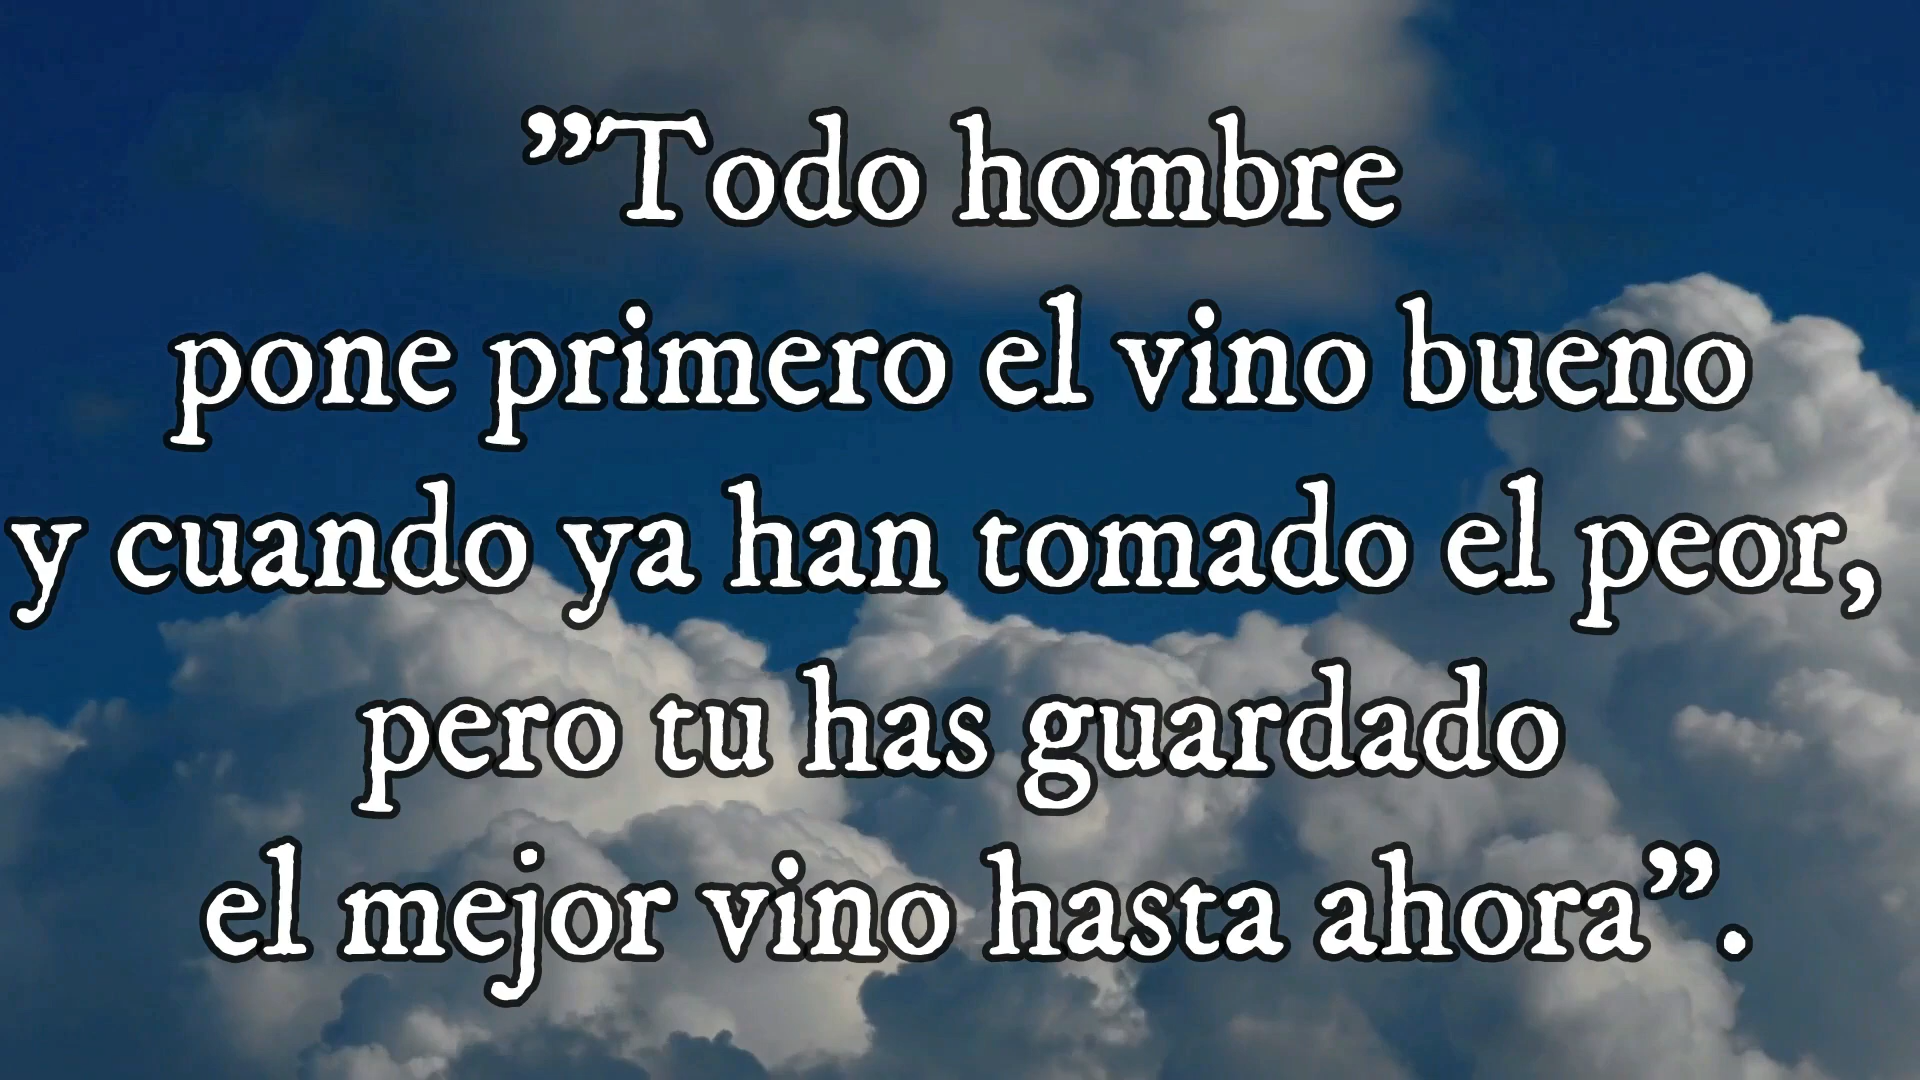 ”Todo hombre
pone primero el vino bueno
y cuando ya han tomado el peor,
pero tu has guardado
el mejor vino hasta ahora”.